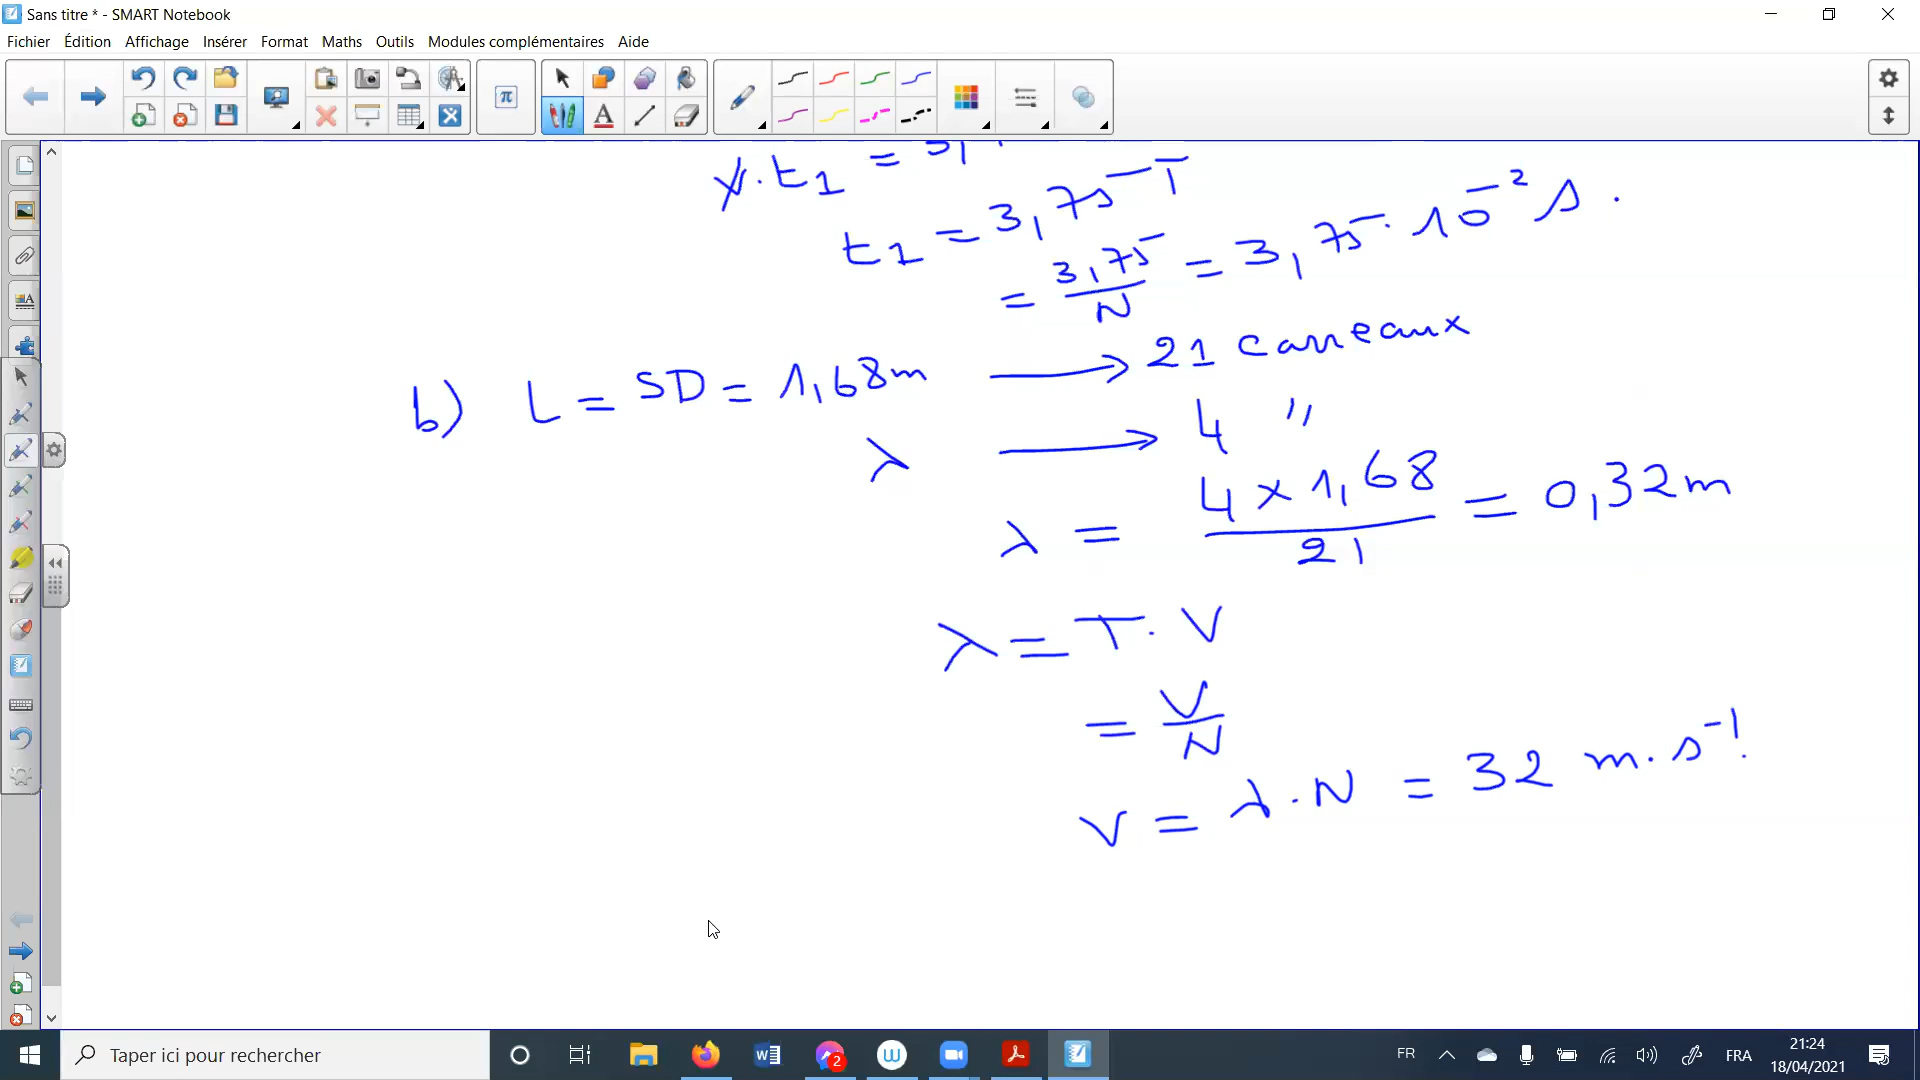 Sans titre * - SMART Notebook
Fichier Édition Affichage Insérer Format Maths Outils Modules complémentaires Aide
V.t1 =
t1 = 3,75 T
= 3,75/N = 3,75.10^-2 s.
b) L = SD = 1,68m → 21 carreaux
λ → 4 "
λ = 4 x 1,68 / 21 = 0,32m
λ = T.V
= V/N
V = λ.N = 32 m.s^-1.
Taper ici pour rechercher
2
FR
FRA
21:24
18/04/2021